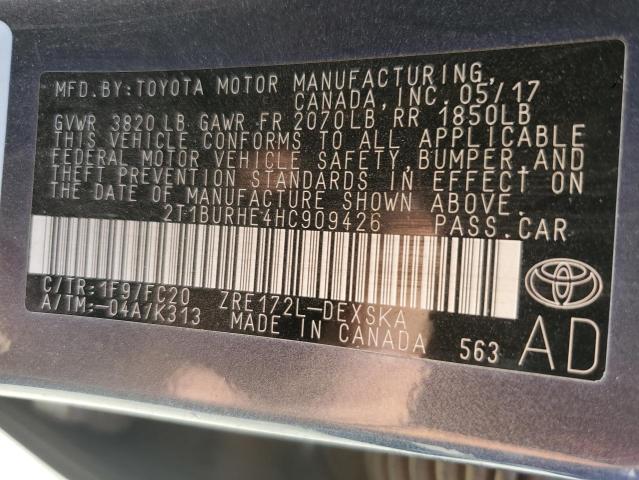 MFD.BY:TOYOTA MOTOR MANUFACTURING,
CANADA, INC. 05/17
GVWR 3820LB GAWR FR 2070LB RR 1850LB
THIS VEHICLE CONFORMS TO ALL APPLICABLE
FEDERAL MOTOR VEHICLE SAFETY, BUMPER, AND
THEFT PREVENTION STANDARDS IN EFFECT ON
THE DATE OF MANUFACTURE SHOWN ABOVE.
2T1BURHE4HC909426 PASS.CAR
C/TR:1F9/FC20 ZRE172L-DEXSKA
A/TM:-04A/K313 MADE IN CANADA 563 AD